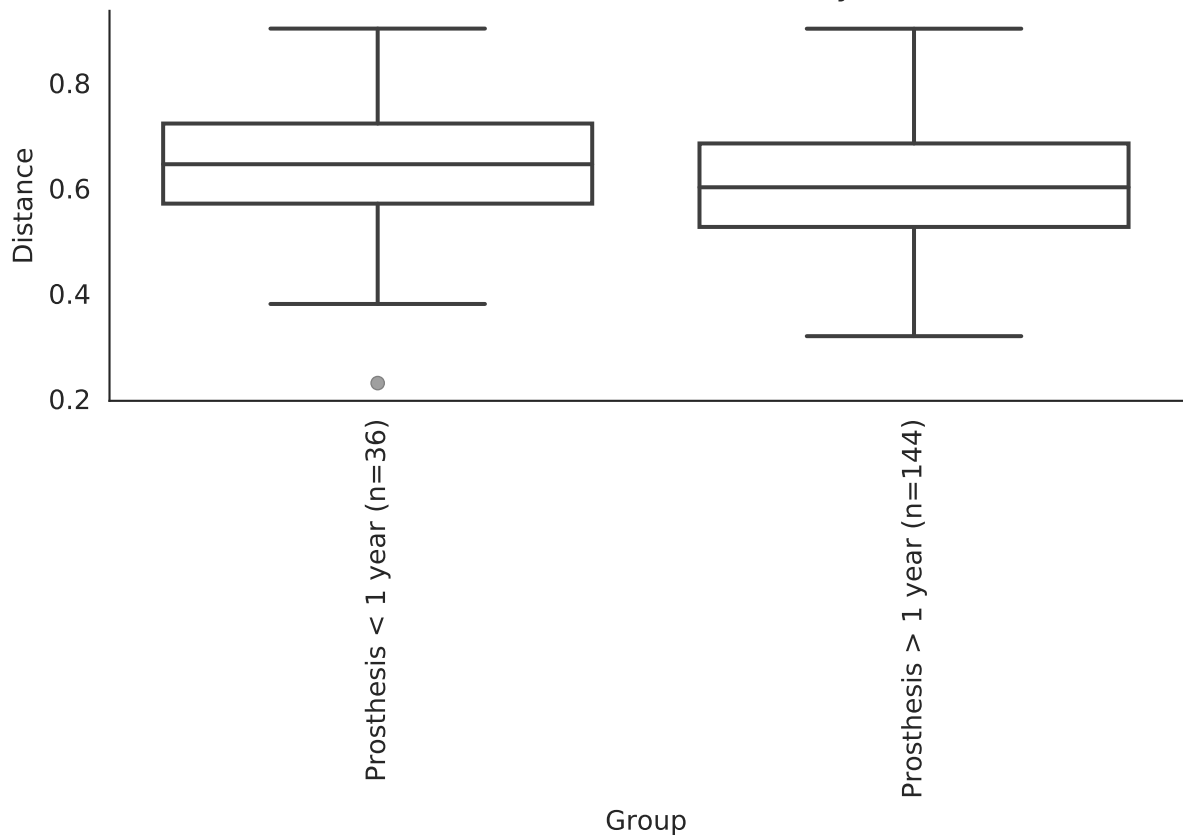 0.8
0.6
0.4
0.2
Distance
Prosthesis < 1 year (n=36)
Prosthesis > 1 year (n=144)
Group